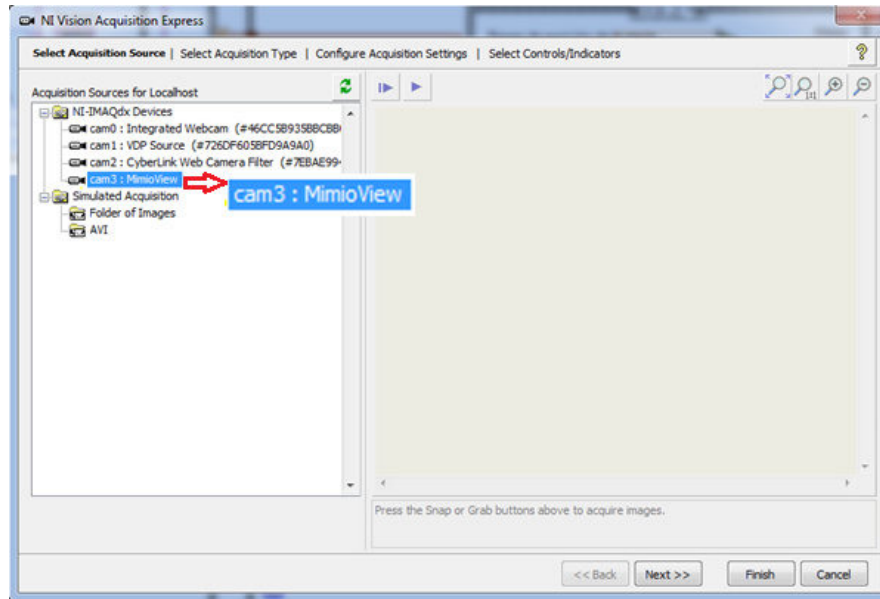 NI Vision Acquisition Express
Select Acquisition Source | Select Acquisition Type | Configure Acquisition Settings | Select Controls/Indicators
Acquisition Sources for Localhost
NI-IMAQdx Devices
cam0 : Integrated Webcam (#46CC5B935BBCBB
cam1 : VDP Source (#726DF605BFD9A9A0)
cam2 : CyberLink Web Camera Filter (#7EBAE99
cam3 : MimioView
cam3 : MimioView
Simulated Acquisition
Folder of Images
AVI
Press the Snap or Grab buttons above to acquire images.
<< Back Next >> Finish Cancel